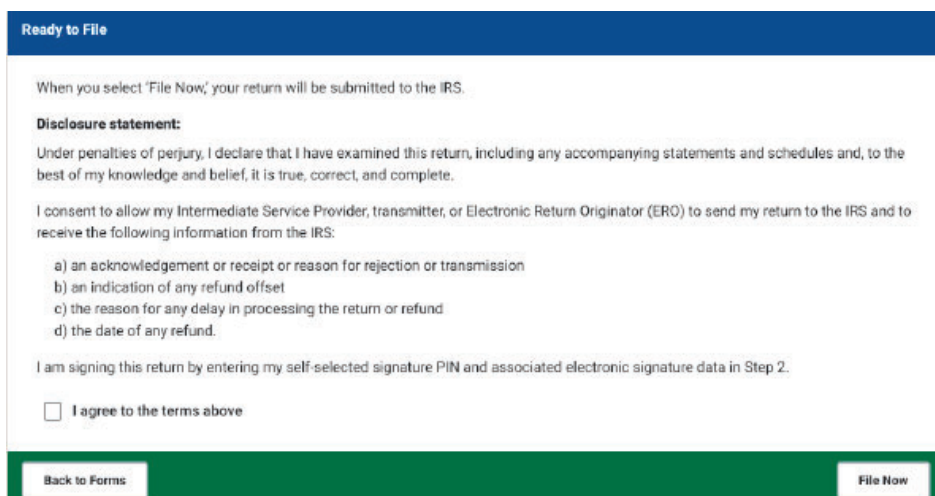 Ready to File
When you select 'File Now,' your return will be submitted to the IRS.
Disclosure statement:
Under penalties of perjury, I declare that I have examined this return, including any accompanying statements and schedules and, to the
best of my knowledge and belief, it is true, correct, and complete.
I consent to allow my Intermediate Service Provider, transmitter, or Electronic Return Originator (ERO) to send my return to the IRS and to
receive the following information from the IRS:
a) an acknowledgement or receipt or reason for rejection or transmission
b) an indication of any refund offset
c) the reason for any delay in processing the return or refund
d) the date of any refund.
I am signing this return by entering my self-selected signature PIN and associated electronic signature data in Step 2.
I agree to the terms above
Back to Forms
File Now